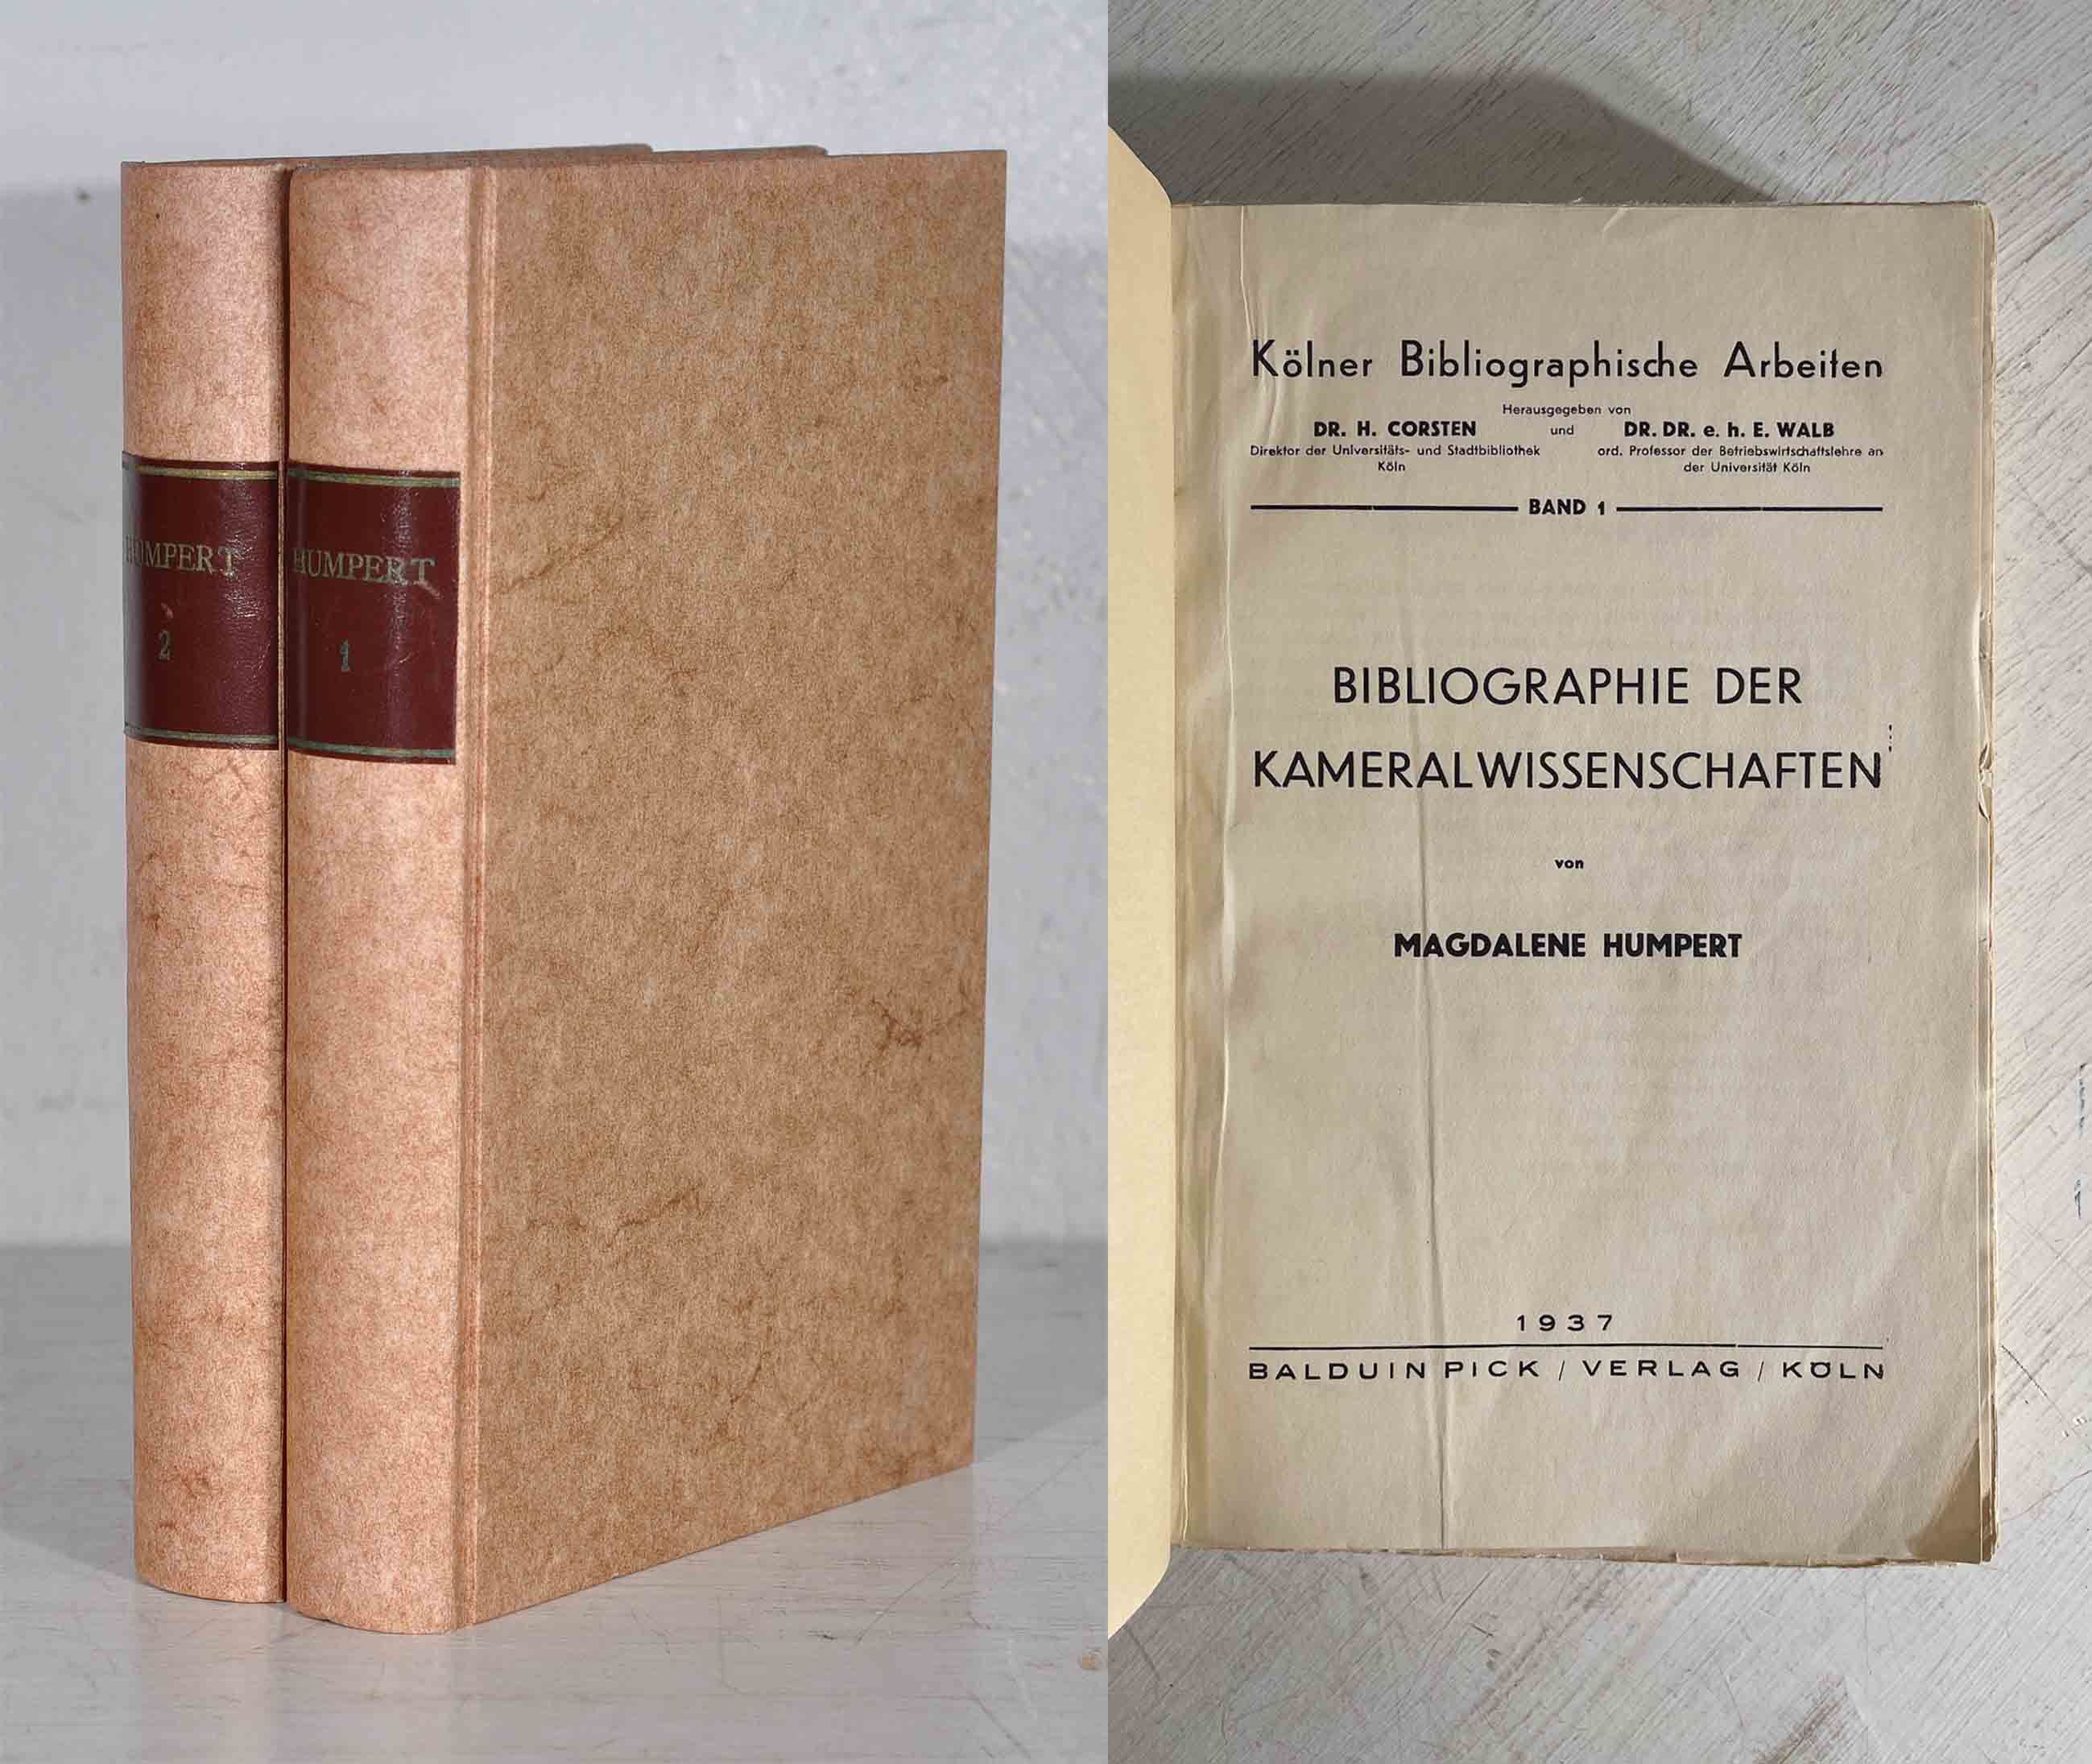 HUMPERT
2
HUMPERT
1
Kölner Bibliographische Arbeiten
Herausgegeben von
DR. H. CORSTEN und DR. DR. e. h. E. WALB
Direktor der Universitäts- und Stadtbibliothek ord. Professor der Betriebswirtschaftslehre an
Köln der Universität Köln
BAND 1
BIBLIOGRAPHIE DER
KAMERALWISSENSCHAFTEN
von
MAGDALENE HUMPERT
1937
BALDUIN PICK / VERLAG / KÖLN